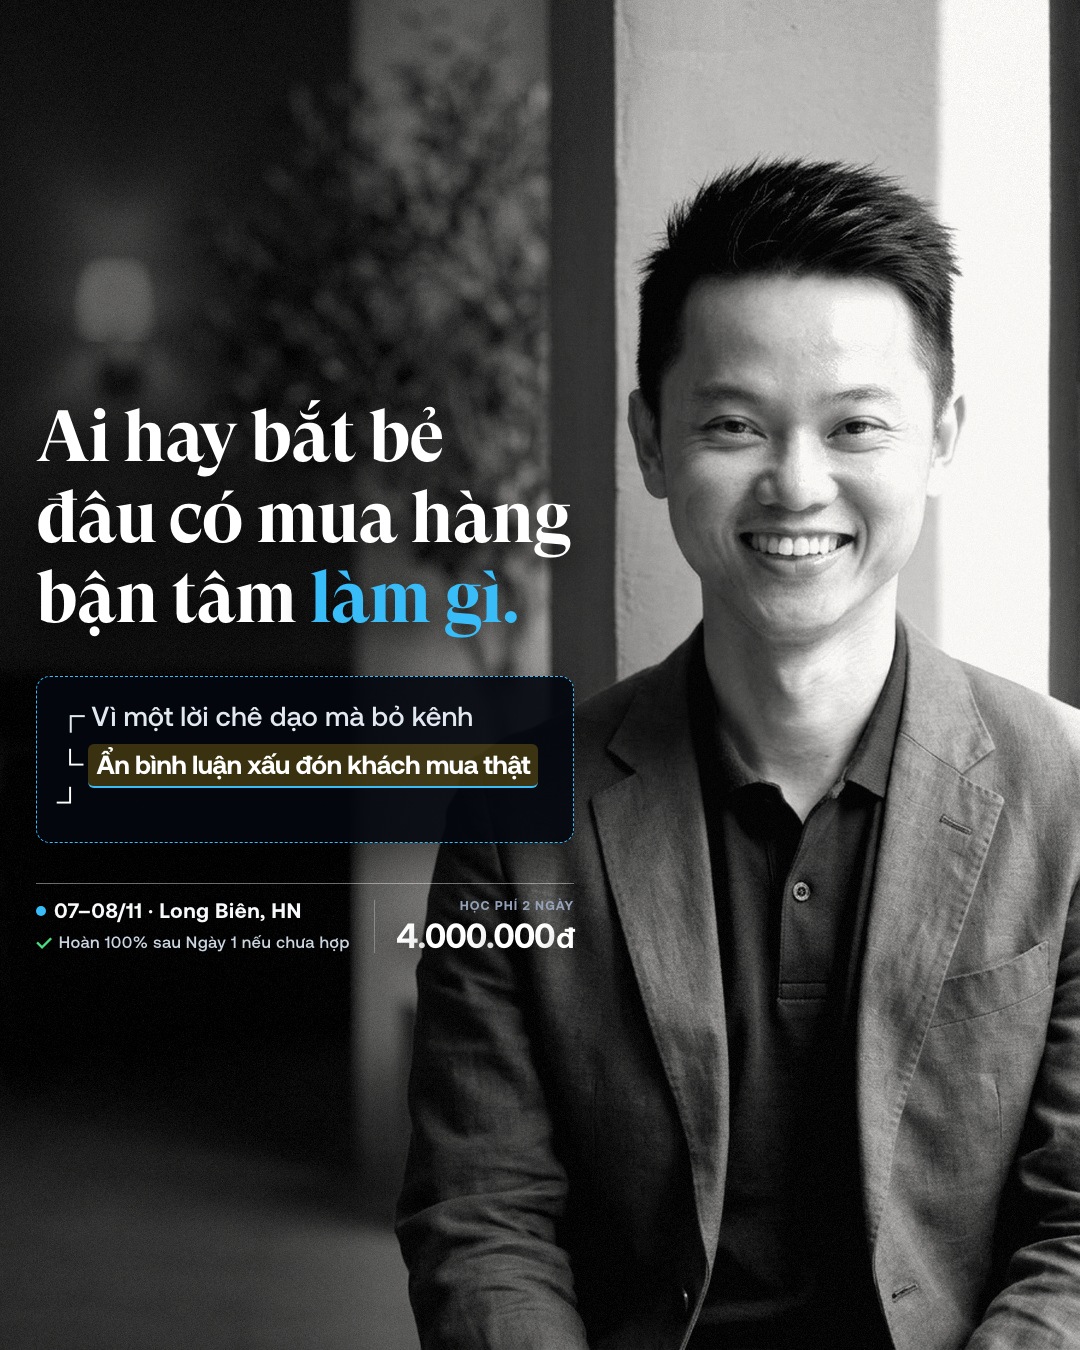 Ai hay bắt bẻ
đâu có mua hàng
bận tâm làm gì.
Vì một lời chê dạo mà bỏ kênh
Ẩn bình luận xấu đón khách mua thật
07–08/11 · Long Biên, HN
Hoàn 100% sau Ngày 1 nếu chưa hợp
HỌC PHÍ 2 NGÀY
4.000.000đ